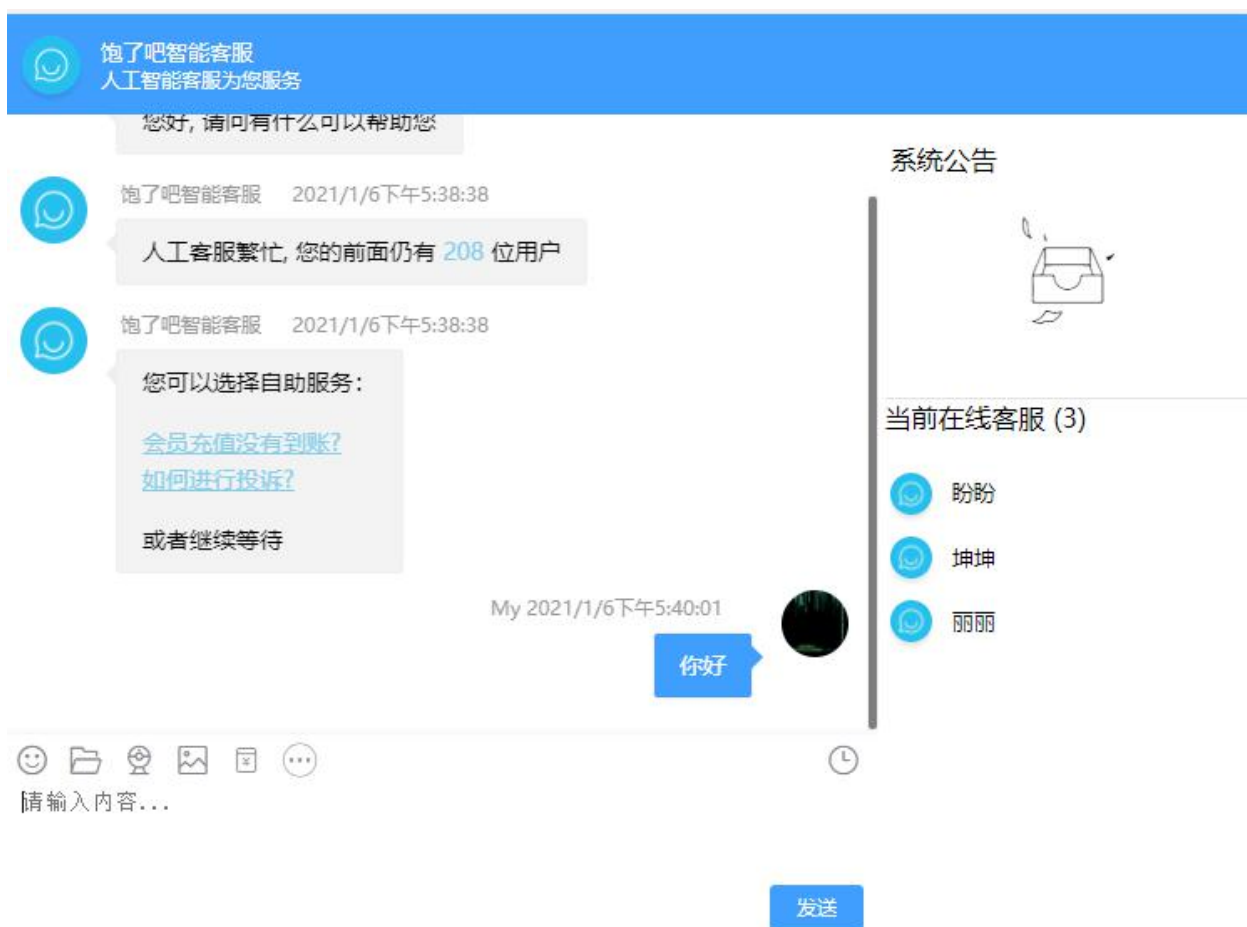 饱了吧智能客服
人工智能客服为您服务
您好, 请问有什么可以帮助您
饱了吧智能客服 2021/1/6下午5:38:38
人工客服繁忙, 您的前面仍有 208 位用户
饱了吧智能客服 2021/1/6下午5:38:38
您可以选择自助服务:
会员充值没有到账?
如何进行投诉?
或者继续等待
My 2021/1/6下午5:40:01
你好
请输入内容...
发送
系统公告
当前在线客服 (3)
盼盼
坤坤
丽丽